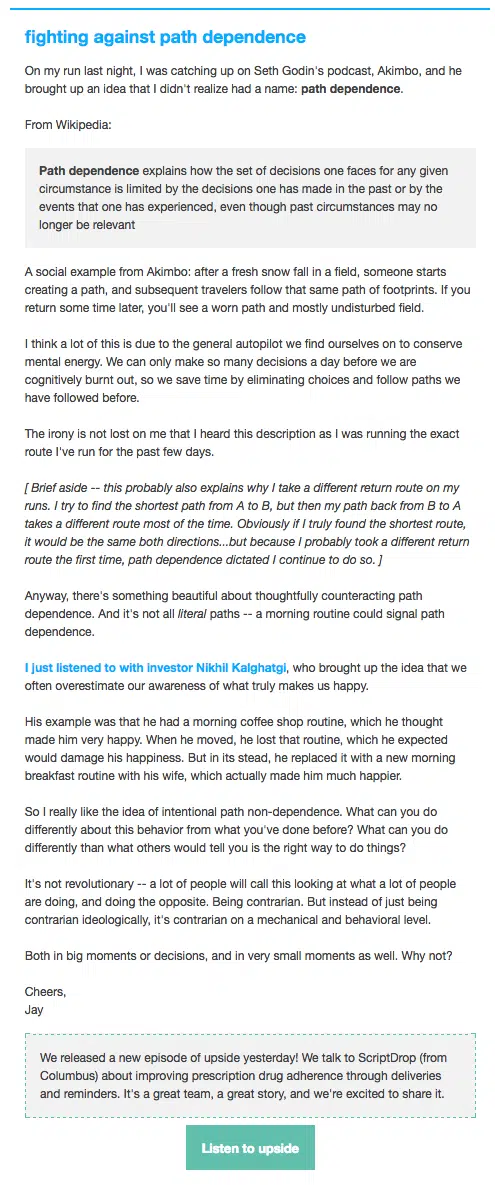 fighting against path dependence
On my run last night, I was catching up on Seth Godin's podcast, Akimbo, and he
brought up an idea that I didn't realize had a name: path dependence.
From Wikipedia:
Path dependence explains how the set of decisions one faces for any given
circumstance is limited by the decisions one has made in the past or by the
events that one has experienced, even though past circumstances may no
longer be relevant
A social example from Akimbo: after a fresh snow fall in a field, someone starts
creating a path, and subsequent travelers follow that same path of footprints. If you
return some time later, you'll see a worn path and mostly undisturbed field.
I think a lot of this is due to the general autopilot we find ourselves on to conserve
mental energy. We can only make so many decisions a day before we are
cognitively burnt out, so we save time by eliminating choices and follow paths we
have followed before.
The irony is not lost on me that I heard this description as I was running the exact
route I've run for the past few days.
[ Brief aside -- this probably also explains why I take a different return route on my
runs. I try to find the shortest path from A to B, but then my path back from B to A
takes a different route most of the time. Obviously if I truly found the shortest route,
it would be the same both directions...but because I probably took a different return
route the first time, path dependence dictated I continue to do so. ]
Anyway, there's something beautiful about thoughtfully counteracting path
dependence. And it's not all literal paths -- a morning routine could signal path
dependence.
I just listened to with investor Nikhil Kalghatgi, who brought up the idea that we
often overestimate our awareness of what truly makes us happy.
His example was that he had a morning coffee shop routine, which he thought
made him very happy. When he moved, he lost that routine, which he expected
would damage his happiness. But in its stead, he replaced it with a new morning
breakfast routine with his wife, which actually made him much happier.
So I really like the idea of intentional path non-dependence. What can you do
differently about this behavior from what you've done before? What can you do
differently than what others would tell you is the right way to do things?
It's not revolutionary -- a lot of people will call this looking at what a lot of people
are doing, and doing the opposite. Being contrarian. But instead of just being
contrarian ideologically, it's contrarian on a mechanical and behavioral level.
Both in big moments or decisions, and in very small moments as well. Why not?
Cheers,
Jay
We released a new episode of upside yesterday! We talk to ScriptDrop (from
Columbus) about improving prescription drug adherence through deliveries
and reminders. It's a great team, a great story, and we're excited to share it.
Listen to upside